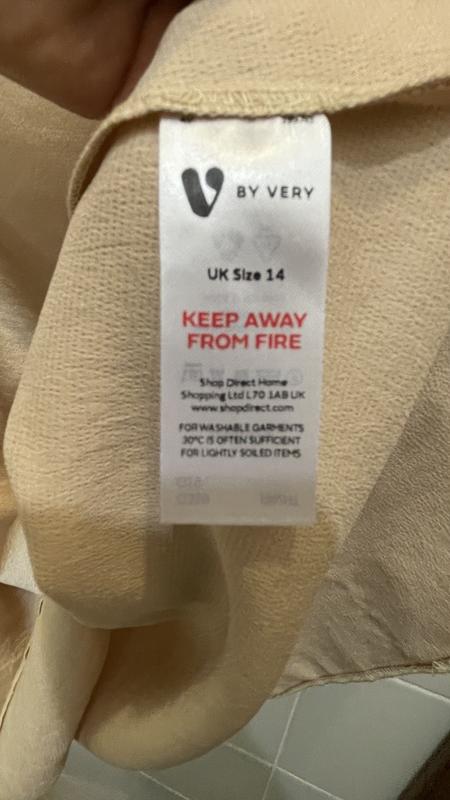 V BY VERY
UK Size 14
KEEP AWAY
FROM FIRE
Shop Direct Home
Shopping Ltd L70 1AB UK
www.shopdirect.com
FOR WASHABLE GARMENTS
30°C IS OFTEN SUFFICIENT
FOR LIGHTLY SOILED ITEMS